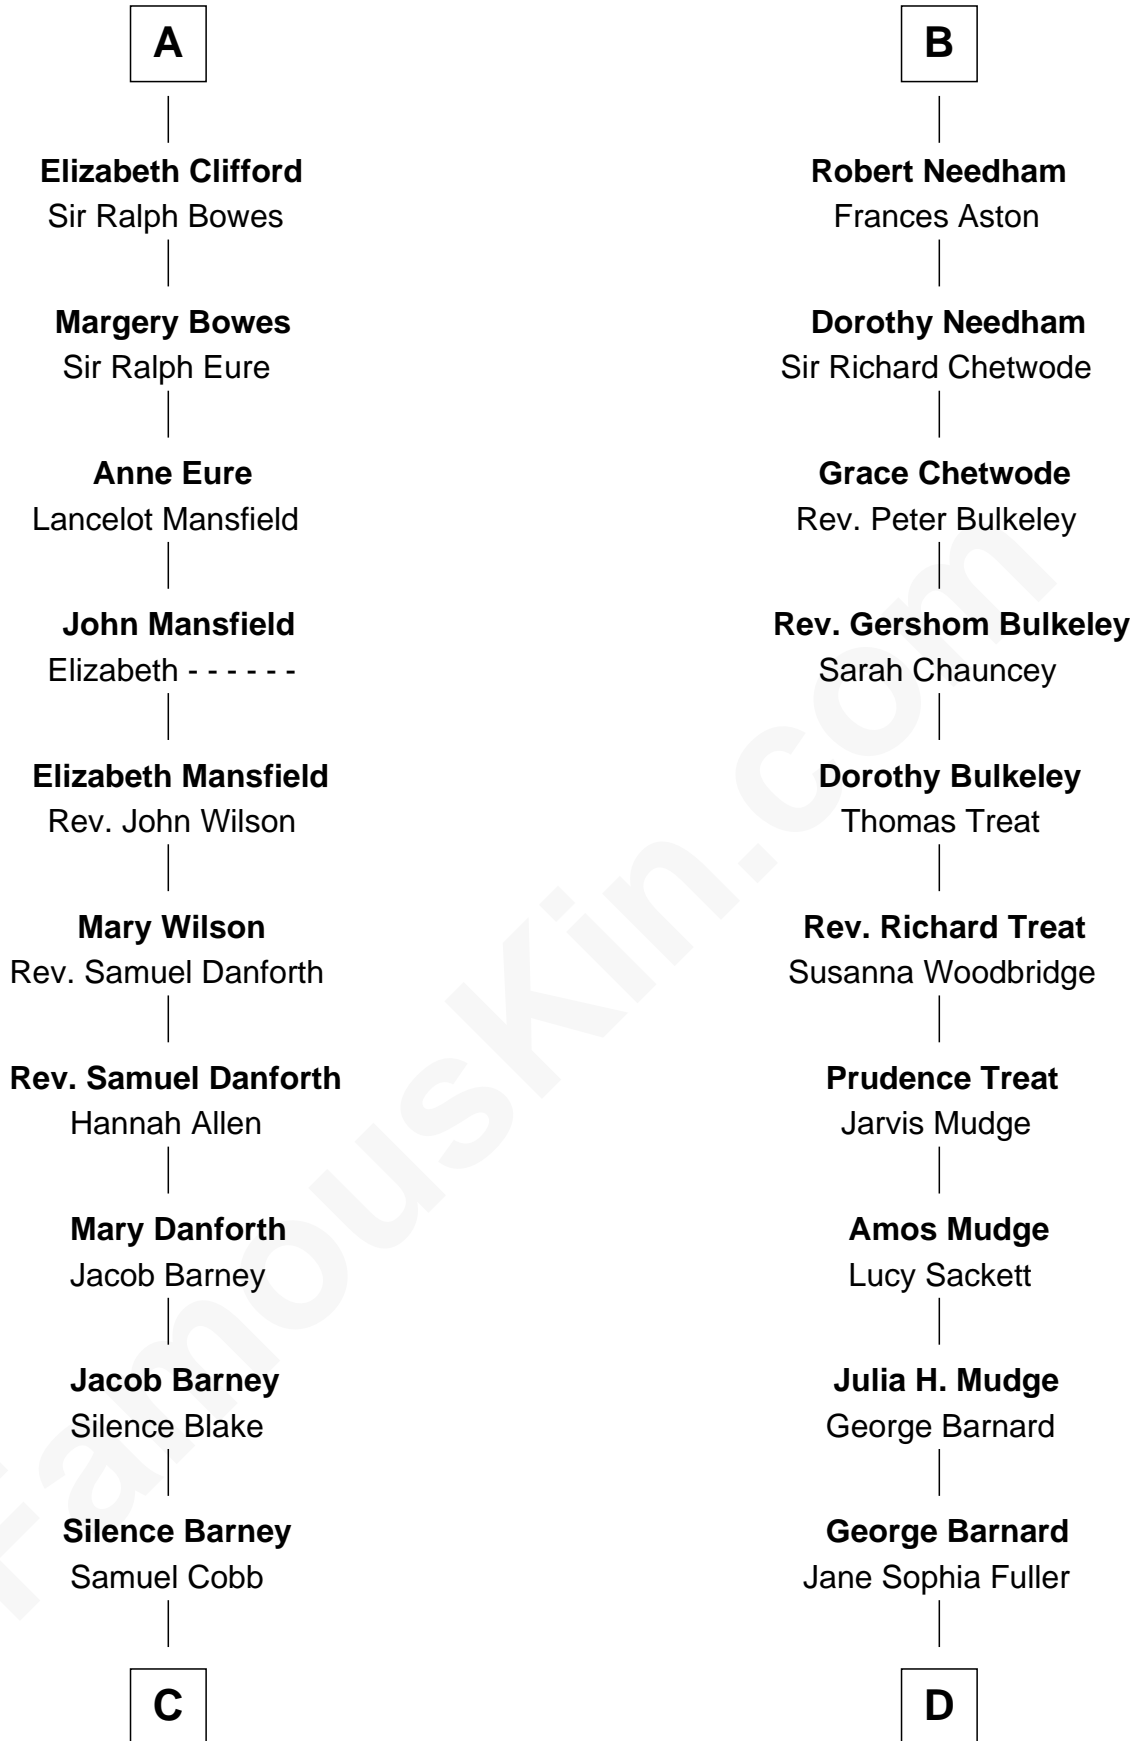 A
Elizabeth Clifford
Sir Ralph Bowes
Margery Bowes
Sir Ralph Eure
Anne Eure
Lancelot Mansfield
John Mansfield
Elizabeth - - - - - -
Elizabeth Mansfield
Rev. John Wilson
Mary Wilson
Rev. Samuel Danforth
Rev. Samuel Danforth
Hannah Allen
Mary Danforth
Jacob Barney
Jacob Barney
Silence Blake
Silence Barney
Samuel Cobb
C
B
Robert Needham
Frances Aston
Dorothy Needham
Sir Richard Chetwode
Grace Chetwode
Rev. Peter Bulkeley
Rev. Gershom Bulkeley
Sarah Chauncey
Dorothy Bulkeley
Thomas Treat
Rev. Richard Treat
Susanna Woodbridge
Prudence Treat
Jarvis Mudge
Amos Mudge
Lucy Sackett
Julia H. Mudge
George Barnard
George Barnard
Jane Sophia Fuller
D
FamousKin.com